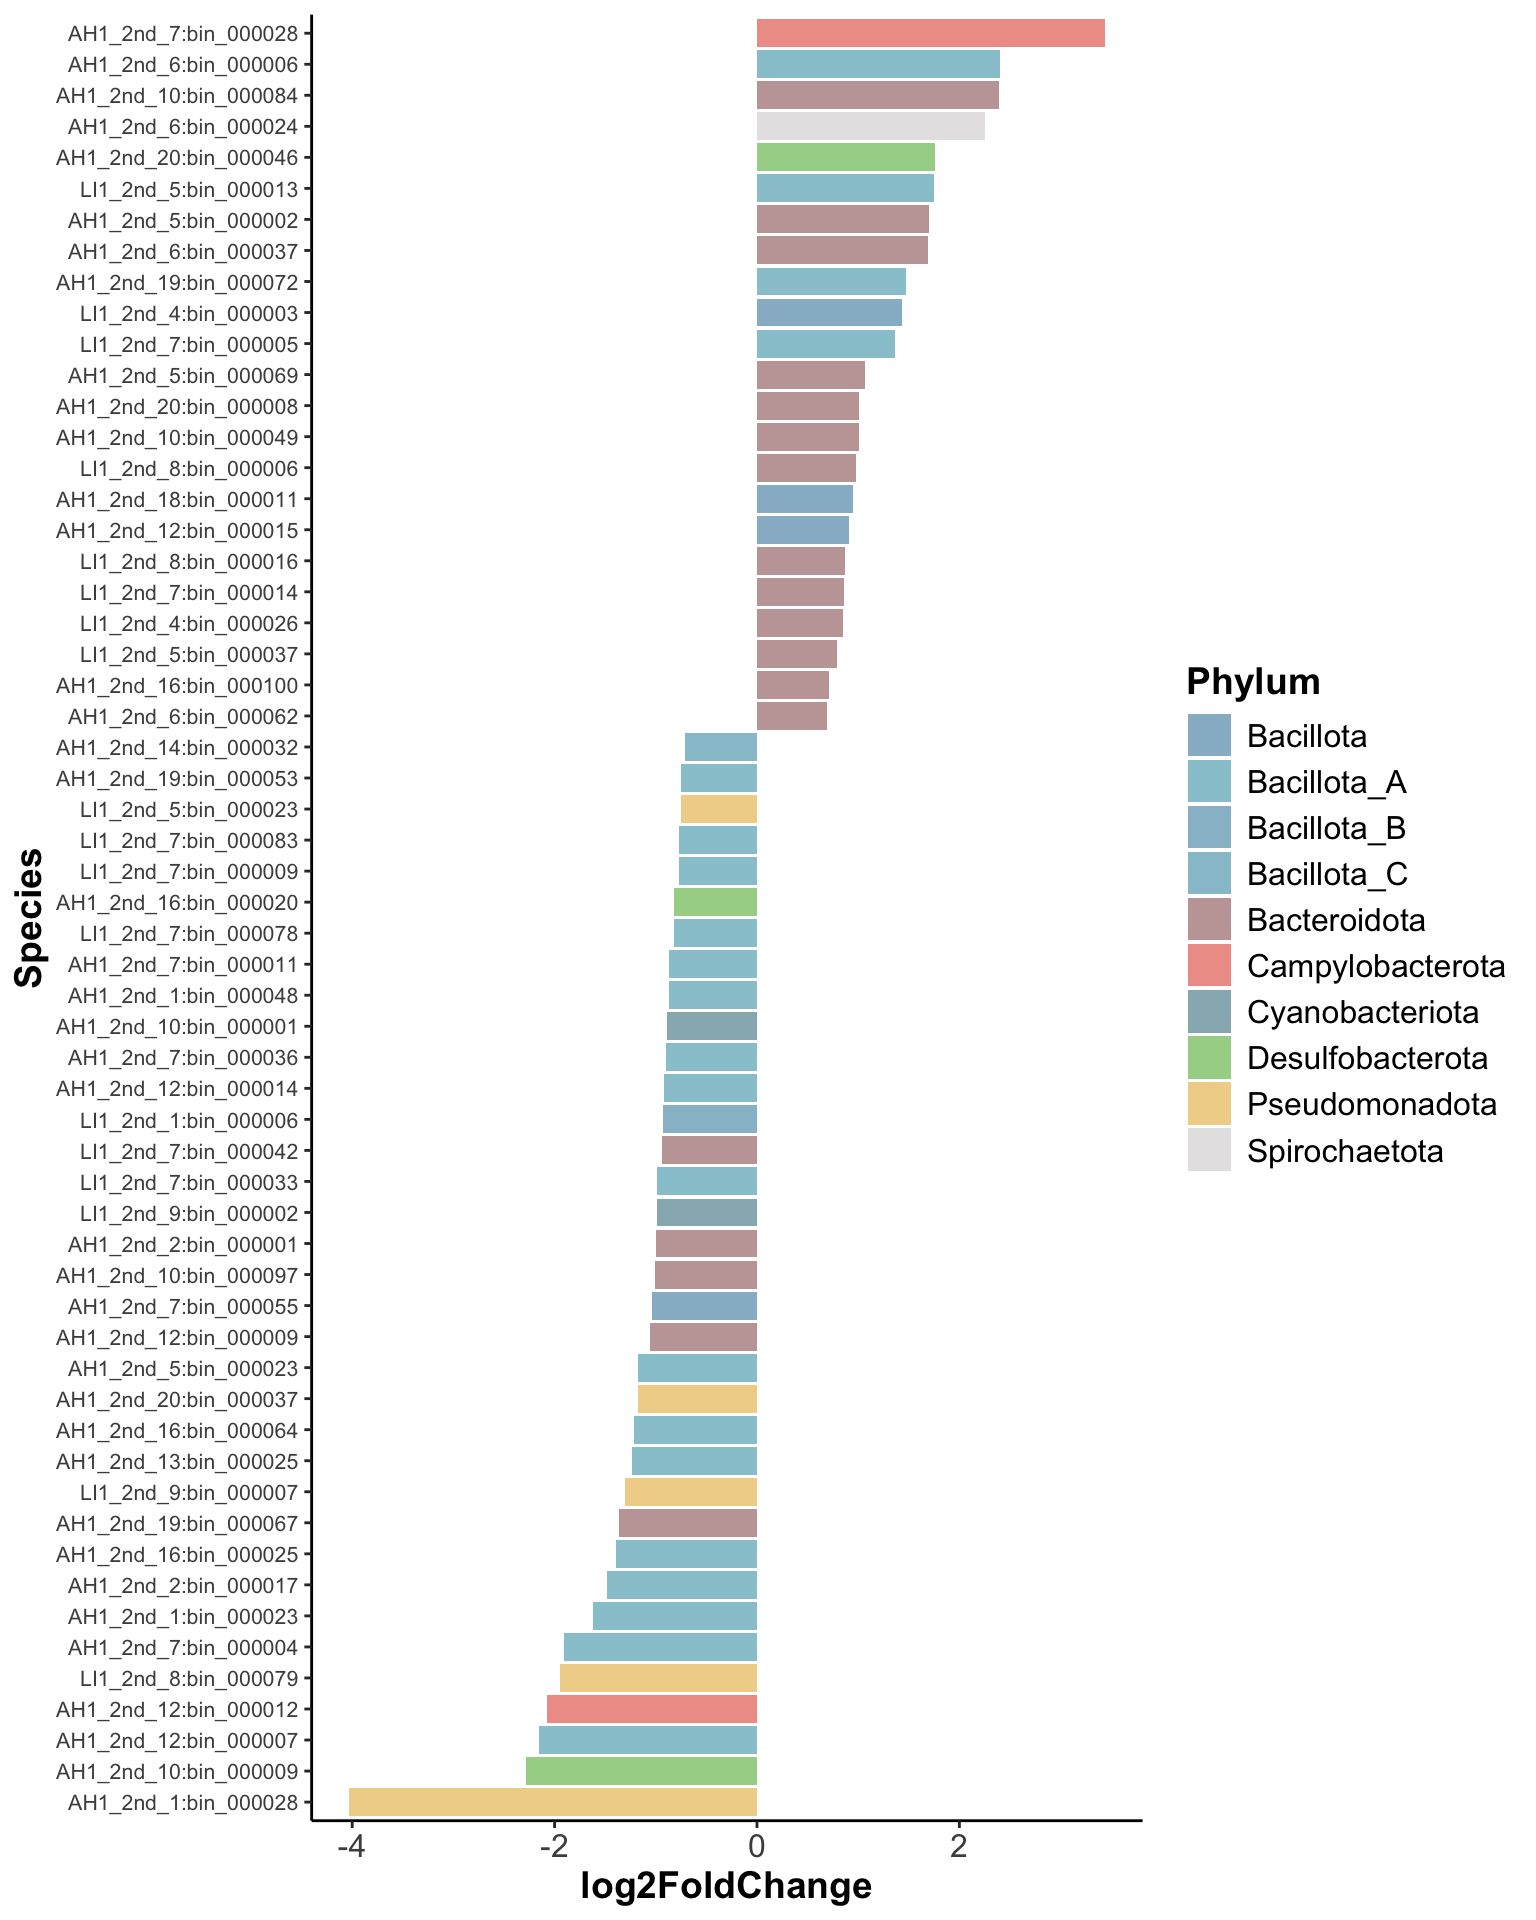 AH1_2nd_7:bin_000028
AH1_2nd_6:bin_000006
AH1_2nd_10:bin_000084
AH1_2nd_6:bin_000024
AH1_2nd_20:bin_000046
LI1_2nd_5:bin_000013
AH1_2nd_5:bin_000002
AH1_2nd_6:bin_000037
AH1_2nd_19:bin_000072
LI1_2nd_4:bin_000003
LI1_2nd_7:bin_000005
AH1_2nd_5:bin_000069
AH1_2nd_20:bin_000008
AH1_2nd_10:bin_000049
LI1_2nd_8:bin_000006
AH1_2nd_18:bin_000011
AH1_2nd_12:bin_000015
LI1_2nd_8:bin_000016
LI1_2nd_7:bin_000014
LI1_2nd_4:bin_000026
LI1_2nd_5:bin_000037
AH1_2nd_16:bin_000100
AH1_2nd_6:bin_000062
AH1_2nd_14:bin_000032
AH1_2nd_19:bin_000053
LI1_2nd_5:bin_000023
LI1_2nd_7:bin_000083
LI1_2nd_7:bin_000009
AH1_2nd_16:bin_000020
LI1_2nd_7:bin_000078
AH1_2nd_7:bin_000011
AH1_2nd_1:bin_000048
AH1_2nd_10:bin_000001
AH1_2nd_7:bin_000036
AH1_2nd_12:bin_000014
LI1_2nd_1:bin_000006
LI1_2nd_7:bin_000042
LI1_2nd_7:bin_000033
LI1_2nd_9:bin_000002
AH1_2nd_2:bin_000001
AH1_2nd_10:bin_000097
AH1_2nd_7:bin_000055
AH1_2nd_12:bin_000009
AH1_2nd_5:bin_000023
AH1_2nd_20:bin_000037
AH1_2nd_16:bin_000064
AH1_2nd_13:bin_000025
LI1_2nd_9:bin_000007
AH1_2nd_19:bin_000067
AH1_2nd_16:bin_000025
AH1_2nd_2:bin_000017
AH1_2nd_1:bin_000023
AH1_2nd_7:bin_000004
LI1_2nd_8:bin_000079
AH1_2nd_12:bin_000012
AH1_2nd_12:bin_000007
AH1_2nd_10:bin_000009
AH1_2nd_1:bin_000028
Species
-4 -2 0 2
log2FoldChange
Phylum
Bacillota
Bacillota_A
Bacillota_B
Bacillota_C
Bacteroidota
Campylobacterota
Cyanobacteriota
Desulfobacterota
Pseudomonadota
Spirochaetota